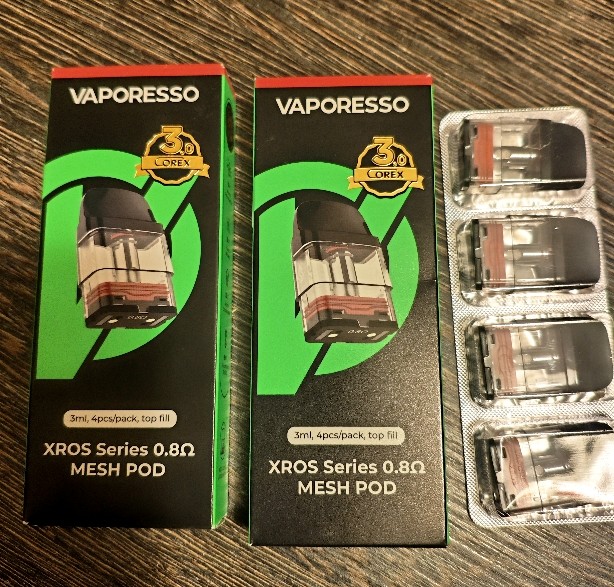 VAPORESSO
3.0
COREX
3ml, 4pcs/pack, top fill
XROS Series 0.8Ω
MESH POD
VAPORESSO
3.0
COREX
3ml, 4pcs/pack, top fill
XROS Series 0.8Ω
MESH POD